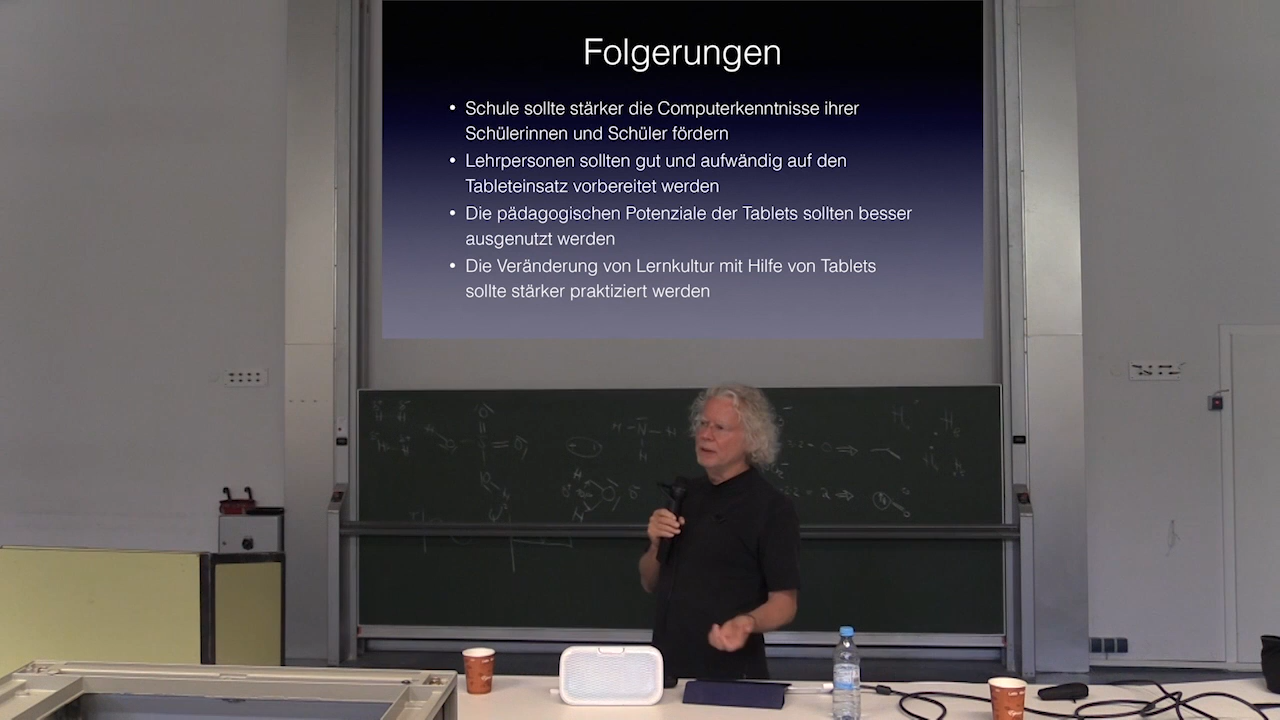 Folgerungen
• Schule sollte stärker die Computerkenntnisse ihrer
Schülerinnen und Schüler fördern
• Lehrpersonen sollten gut und aufwändig auf den
Tableteinsatz vorbereitet werden
• Die pädagogischen Potenziale der Tablets sollten besser
ausgenutzt werden
• Die Veränderung von Lernkultur mit Hilfe von Tablets
sollte stärker praktiziert werden